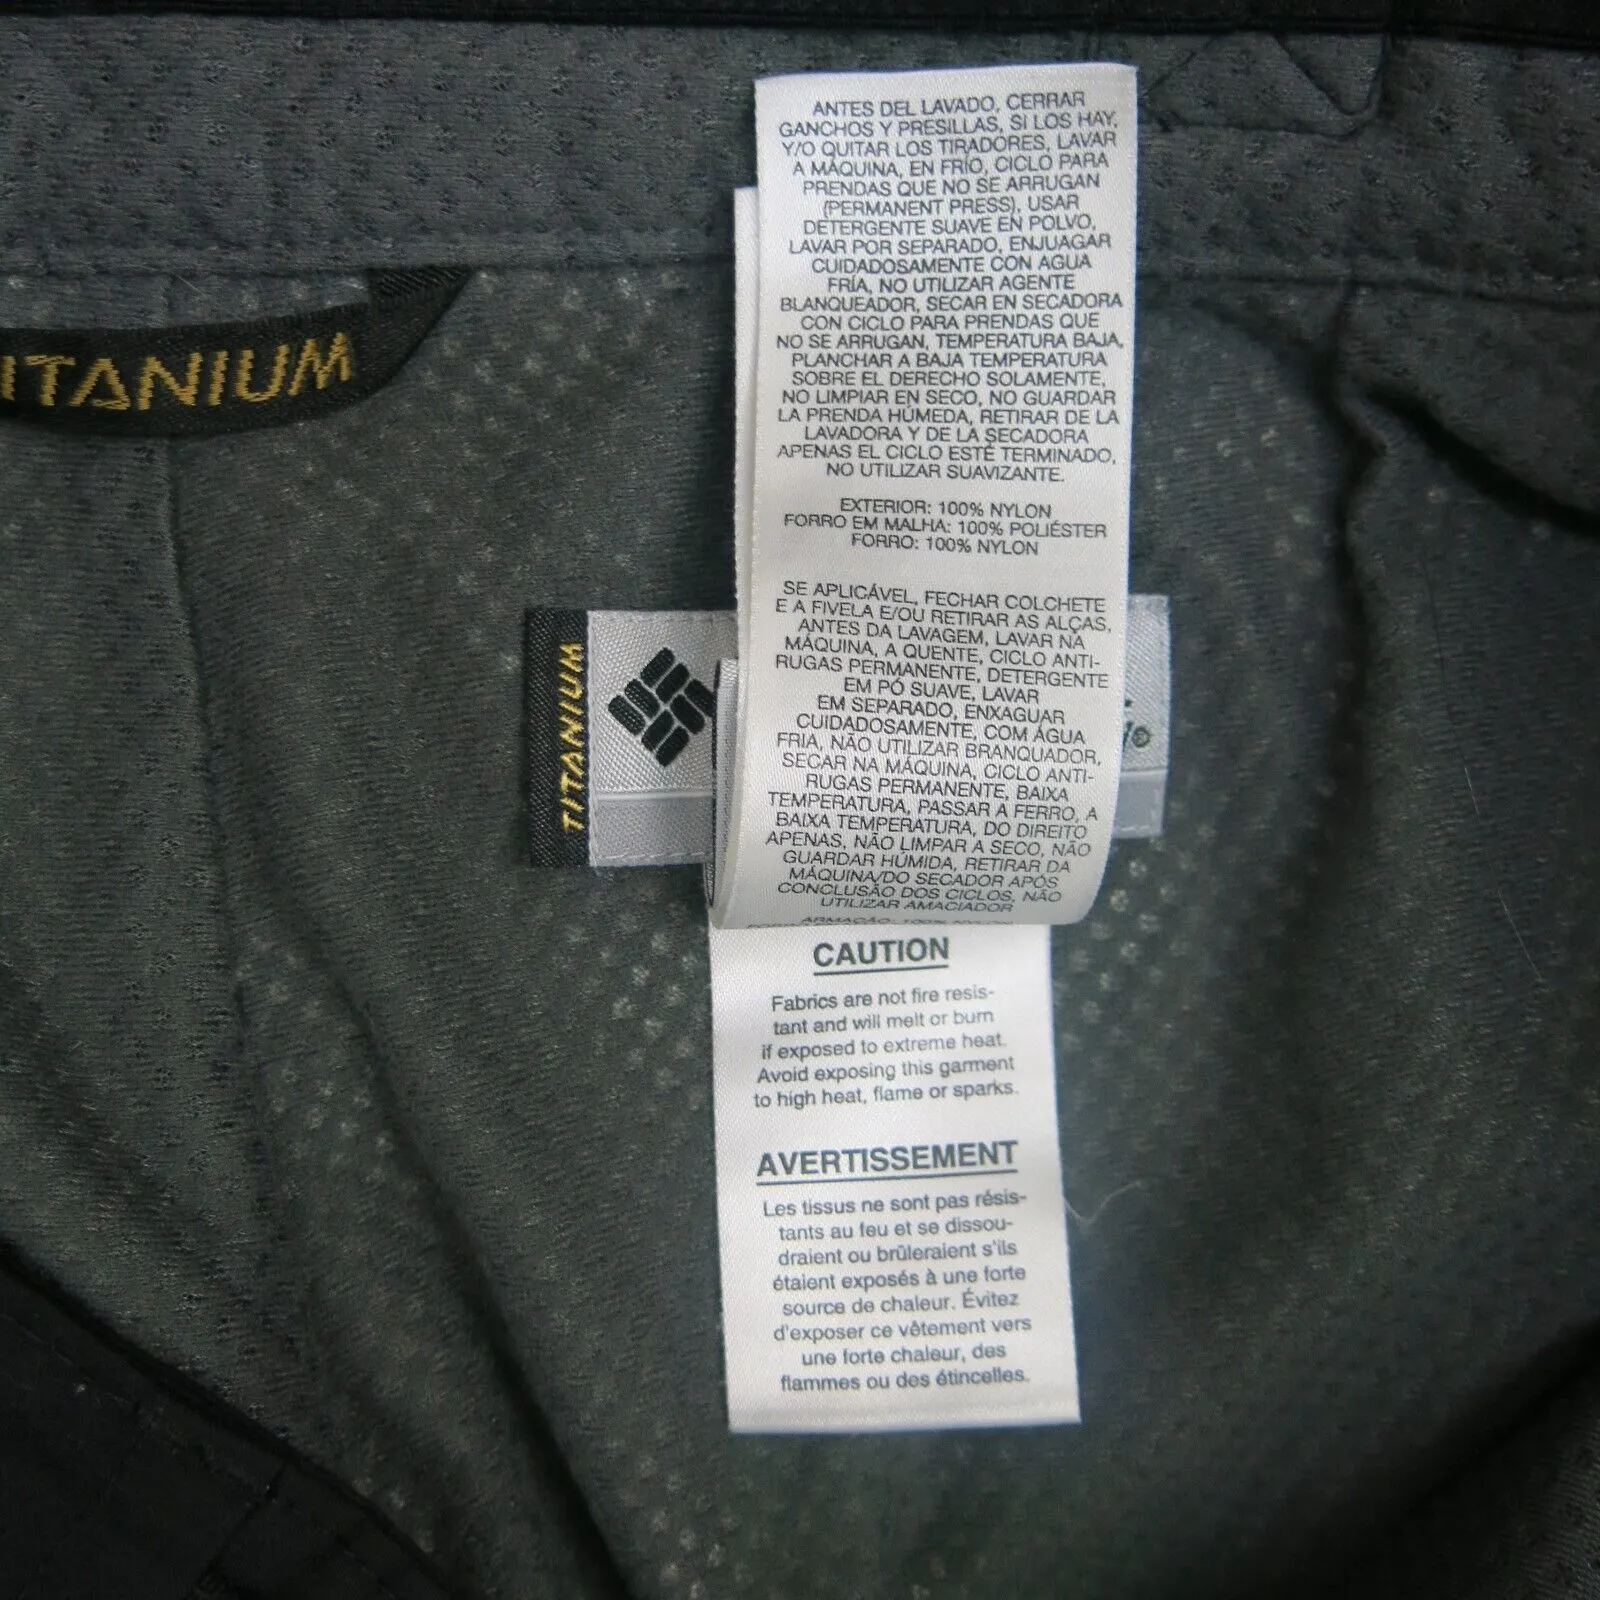 ANTES DEL LAVADO, CERRAR
GANCHOS Y PRESILLAS, SI LOS HAY,
Y/O QUITAR LOS TIRADORES, LAVAR
A MÁQUINA, EN FRÍO, CICLO PARA
PRENDAS QUE NO SE ARRUGAN
(PERMANENT PRESS), USAR
DETERGENTE SUAVE EN POLVO,
LAVAR POR SEPARADO, ENJUAGAR
CUIDADOSAMENTE CON AGUA
FRÍA, NO UTILIZAR AGENTE
BLANQUEADOR, SECAR EN SECADORA
CON CICLO PARA PRENDAS QUE
NO SE ARRUGAN, TEMPERATURA BAJA,
PLANCHAR A BAJA TEMPERATURA
SOBRE EL DERECHO SOLAMENTE,
NO LIMPIAR EN SECO, NO GUARDAR
LA PRENDA HÚMEDA, RETIRAR DE LA
LAVADORA Y DE LA SECADORA
APENAS EL CICLO ESTÉ TERMINADO,
NO UTILIZAR SUAVIZANTE.
EXTERIOR: 100% NYLON
FORRO EM MALHA: 100% POLIÉSTER
FORRO: 100% NYLON
SE APLICÁVEL, FECHAR COLCHETE
E A FIVELA E/OU RETIRAR AS ALÇAS,
ANTES DA LAVAGEM, LAVAR NA
MÁQUINA, A QUENTE, CICLO ANTI-
RUGAS PERMANENTE, DETERGENTE
EM PÓ SUAVE, LAVAR
EM SEPARADO, ENXAGUAR
CUIDADOSAMENTE, COM ÁGUA
FRIA, NÃO UTILIZAR BRANQUADOR,
SECAR NA MÁQUINA, CICLO ANTI-
RUGAS PERMANENTE, BAIXA
TEMPERATURA, PASSAR A FERRO, A
BAIXA TEMPERATURA, DO DIREITO
APENAS, NÃO LIMPAR A SECO, NÃO
GUARDAR HÚMIDA, RETIRAR DA
MÁQUINA/DO SECADOR APÓS
CONCLUSÃO DOS CICLOS, NÃO
UTILIZAR AMACIADOR
ARMAÇÃO: 100% NYLON
ITANIUM
TITANIUM
CAUTION
Fabrics are not fire resis-
tant and will melt or burn
if exposed to extreme heat.
Avoid exposing this garment
to high heat, flame or sparks.
AVERTISSEMENT
Les tissus ne sont pas résis-
tants au feu et se dissou-
draient ou brûleraient s'ils
étaient exposés à une forte
source de chaleur. Évitez
d'exposer ce vêtement vers
une forte chaleur, des
flammes ou des étincelles.